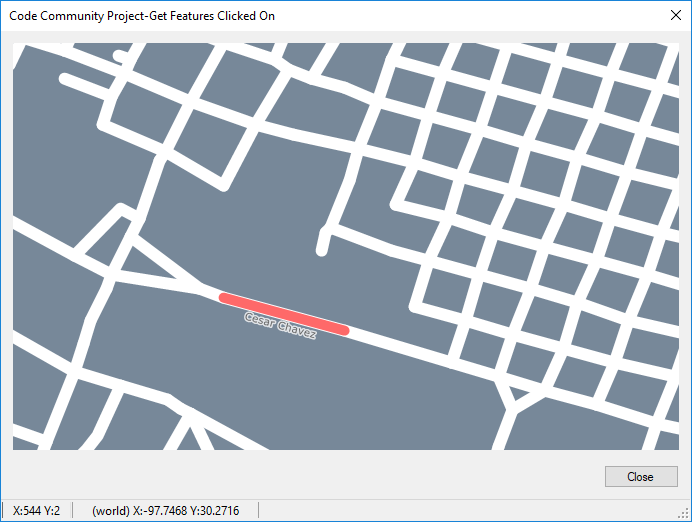 Code Community Project-Get Features Clicked On
Cesar Chavez
Close
X:544 Y:2
(world) X:-97.7468 Y:30.2716